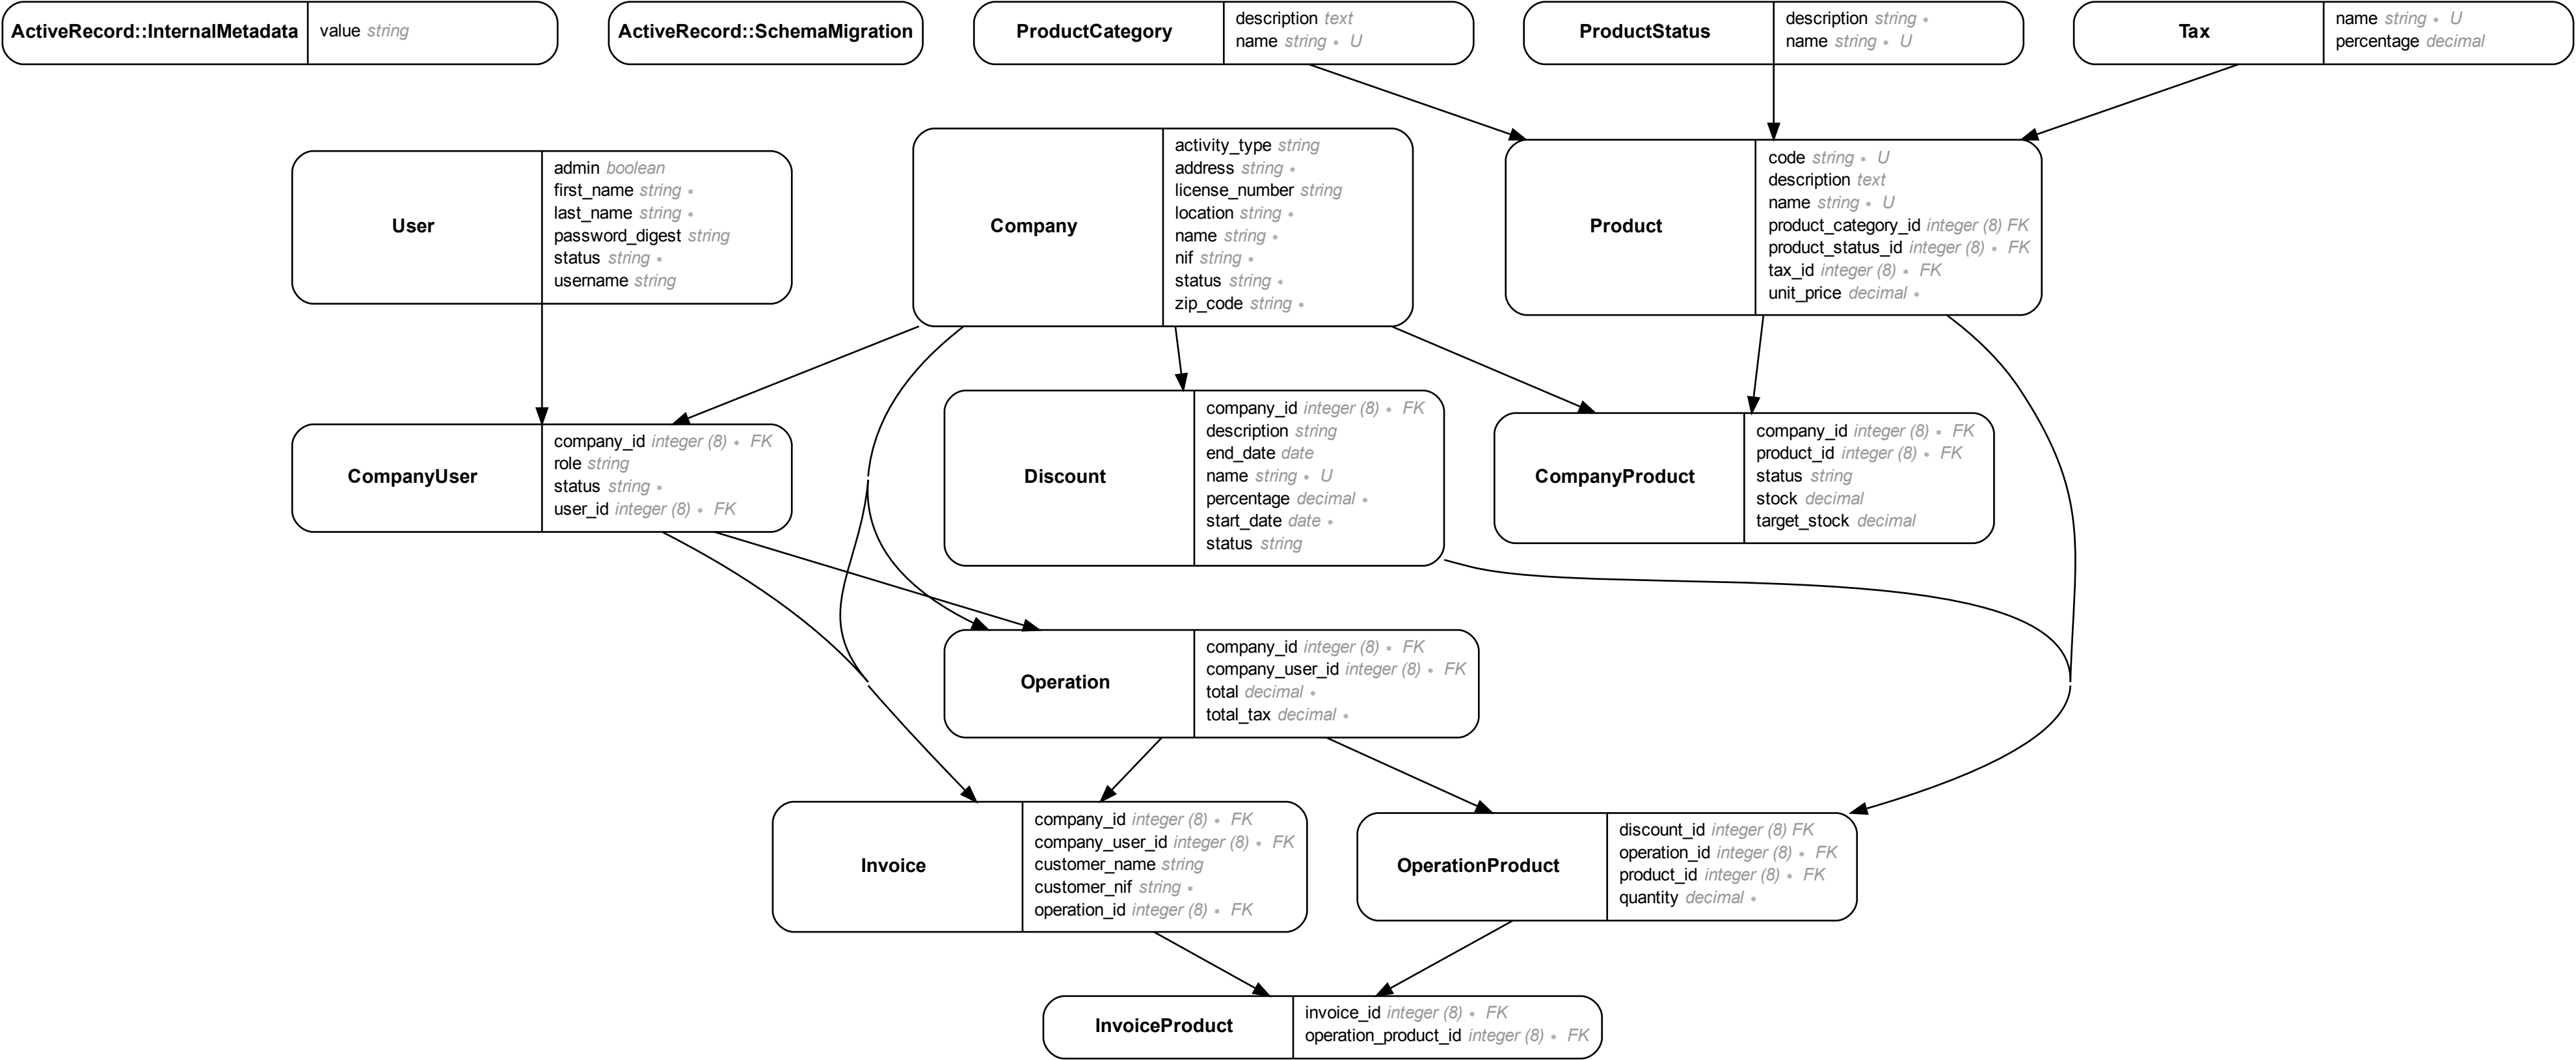 ActiveRecord::InternalMetadata
value string
ActiveRecord::SchemaMigration
ProductCategory
description text
name string * U
ProductStatus
description string *
name string * U
Tax
name string * U
percentage decimal
User
admin boolean
first_name string *
last_name string *
password_digest string
status string *
username string
Company
activity_type string
address string *
license_number string
location string *
name string *
nif string *
status string *
zip_code string *
Product
code string * U
description text
name string * U
product_category_id integer (8) FK
product_status_id integer (8) * FK
tax_id integer (8) * FK
unit_price decimal *
CompanyUser
company_id integer (8) * FK
role string
status string *
user_id integer (8) * FK
Discount
company_id integer (8) * FK
description string
end_date date
name string * U
percentage decimal *
start_date date *
status string
CompanyProduct
company_id integer (8) * FK
product_id integer (8) * FK
status string
stock decimal
target_stock decimal
Operation
company_id integer (8) * FK
company_user_id integer (8) * FK
total decimal *
total_tax decimal *
Invoice
company_id integer (8) * FK
company_user_id integer (8) * FK
customer_name string
customer_nif string *
operation_id integer (8) * FK
OperationProduct
discount_id integer (8) FK
operation_id integer (8) * FK
product_id integer (8) * FK
quantity decimal *
InvoiceProduct
invoice_id integer (8) * FK
operation_product_id integer (8) * FK